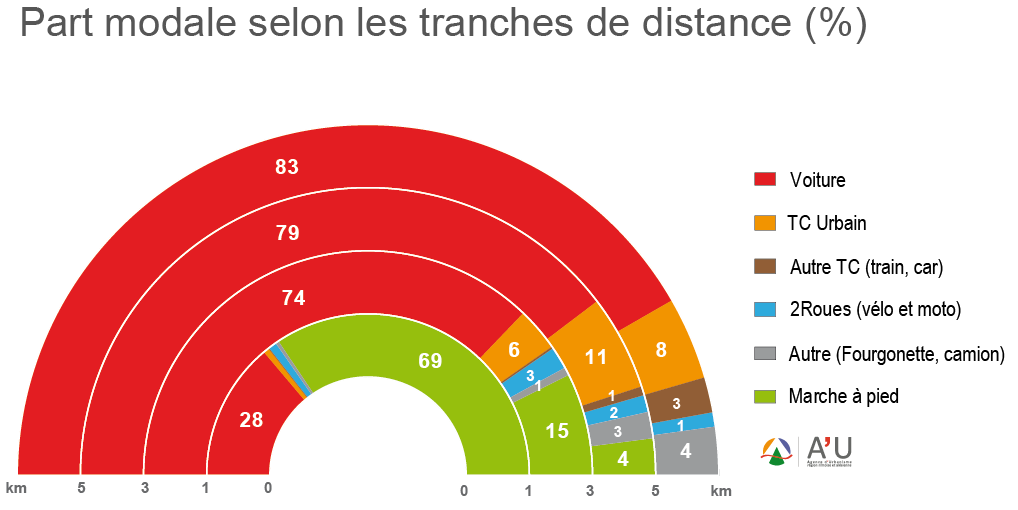 Part modale selon les tranches de distance (%)
83
79
74
69
28
6
3
1
15
11
1
2
3
4
8
3
1
4
km 5 3 1 0 0 1 3 5 km
Voiture
TC Urbain
Autre TC (train, car)
2Roues (vélo et moto)
Autre (Fourgonette, camion)
Marche à pied
A'U
Agence d'urbanisme